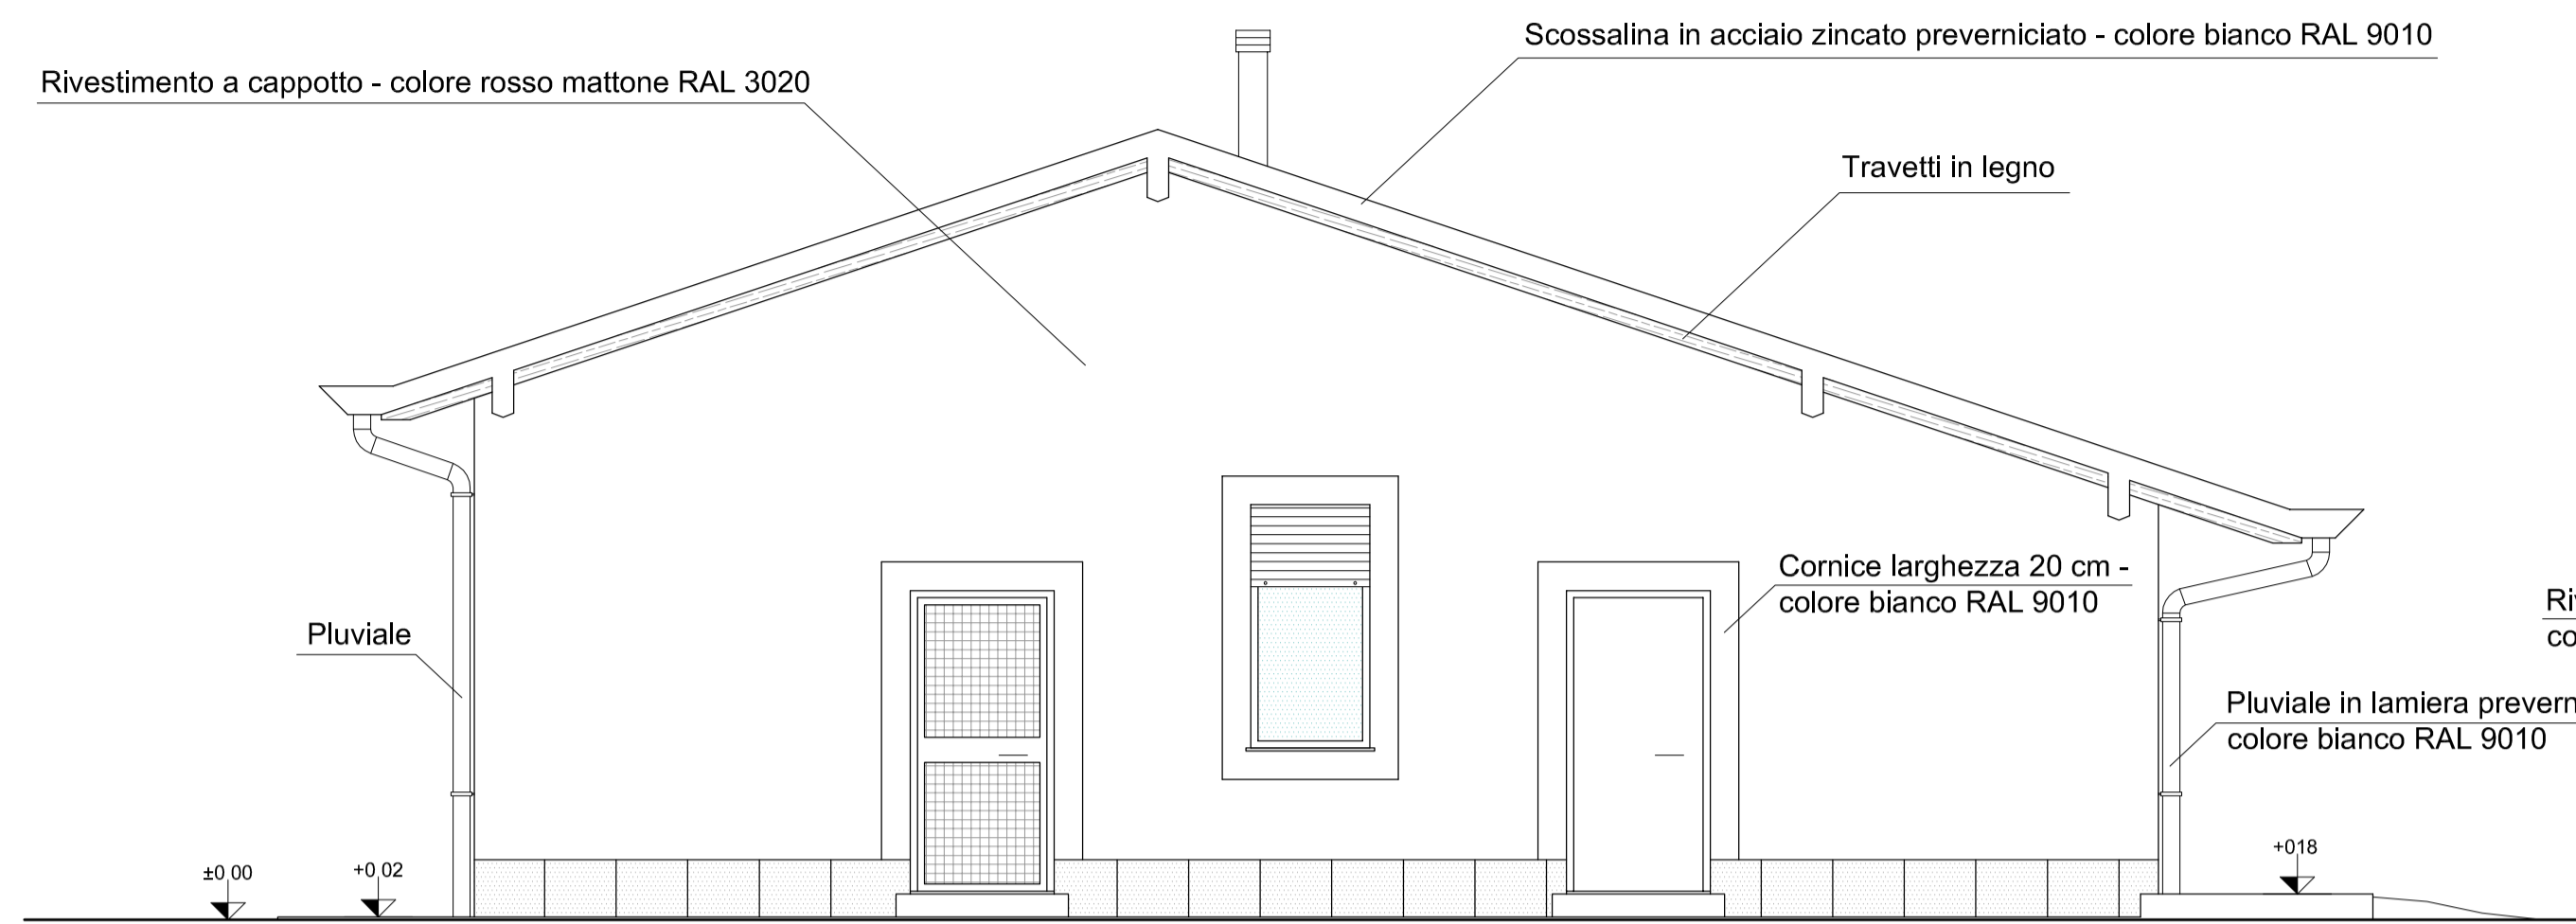 Scossalina in acciaio zincato preverniciato - colore bianco RAL 9010
Rivestimento a cappotto - colore rosso mattone RAL 3020
Travetti in legno
Cornice larghezza 20 cm -
colore bianco RAL 9010
Pluviale
Pluviale in lamiera
colore bianco RAL 9010
+018
±0 00
+0 02